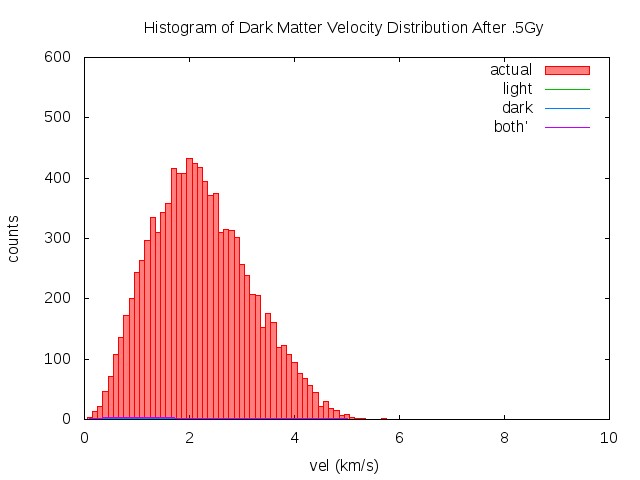 Histogram of Dark Matter Velocity Distribution After .5Gy
600
500
400
300
200
100
0
counts
actual
light
dark
both'
0 2 4 6 8 10
vel (km/s)